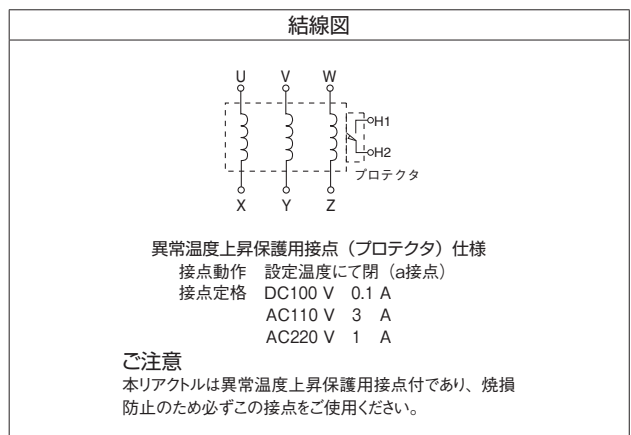 結線図
U V W
H1
H2
プロテクタ
X Y Z
異常温度上昇保護用接点（プロテクタ）仕様
接点動作 設定温度にて閉（a接点）
接点定格 DC100 V 0.1 A
AC110 V 3 A
AC220 V 1 A
ご注意
本リアクトルは異常温度上昇保護用接点付であり、焼損
防止のため必ずこの接点をご使用ください。